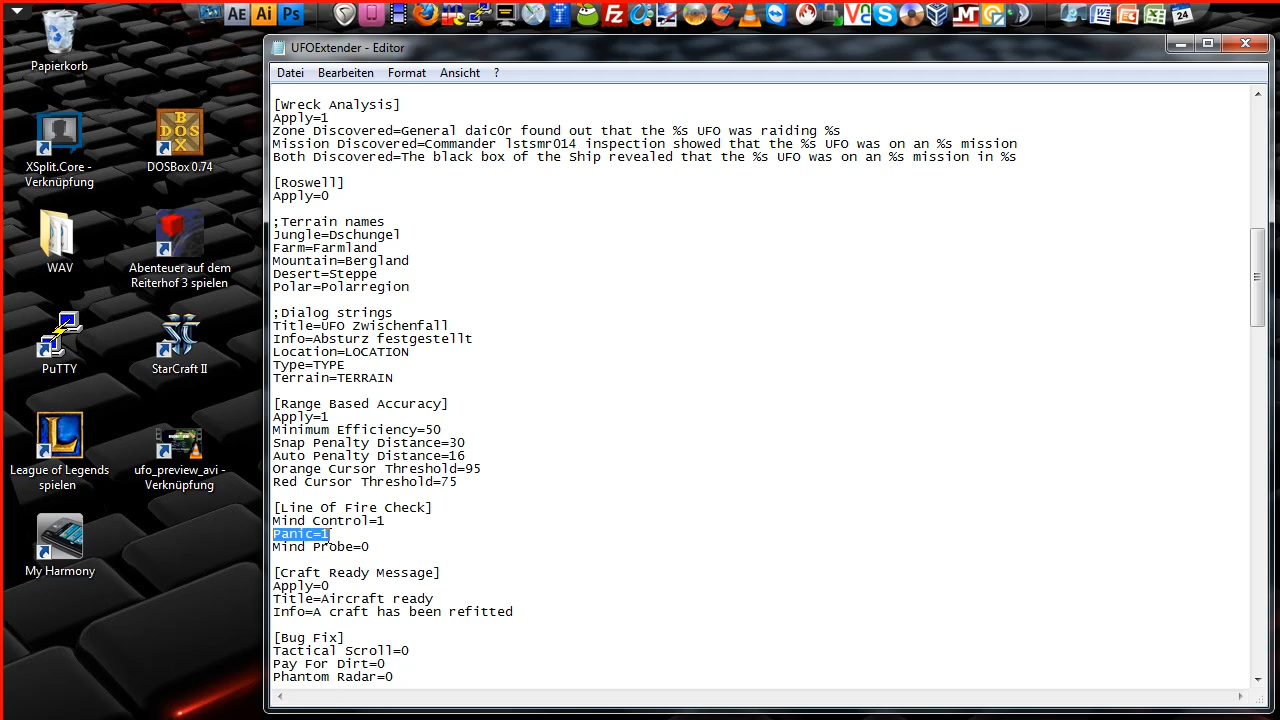 AE
Ai
Ps
24
UFOExtender - Editor
Datei Bearbeiten Format Ansicht ?
Papierkorb
XSplit.Core -
Verknüpfung
DOSBox 0.74
WAV
Abenteuer auf dem
Reiterhof 3 spielen
PuTTY
StarCraft II
League of Legends
spielen
ufo_preview_avi -
Verknüpfung
My Harmony
[Wreck Analysis]
Apply=1
Zone Discovered=General daic0r found out that the %s UFO was raiding %s
Mission Discovered=Commander lstsmr014 inspection showed that the %s UFO was on an %s mission
Both Discovered=The black box of the Ship revealed that the %s UFO was on an %s mission in %s
[Roswell]
Apply=0
;Terrain names
Jungle=Dschungel
Farm=Farmland
Mountain=Bergland
Desert=Steppe
Polar=Polarregion
;Dialog strings
Title=UFO Zwischenfall
Info=Absturz festgestellt
Location=LOCATION
Type=TYPE
Terrain=TERRAIN
[Range Based Accuracy]
Apply=1
Minimum Efficiency=50
Snap Penalty Distance=30
Auto Penalty Distance=16
Orange Cursor Threshold=95
Red Cursor Threshold=75
[Line Of Fire Check]
Mind Control=1
Panic=1
Mind Probe=0
[Craft Ready Message]
Apply=0
Title=Aircraft ready
Info=A craft has been refitted
[Bug Fix]
Tactical Scroll=0
Pay For Dirt=0
Phantom Radar=0